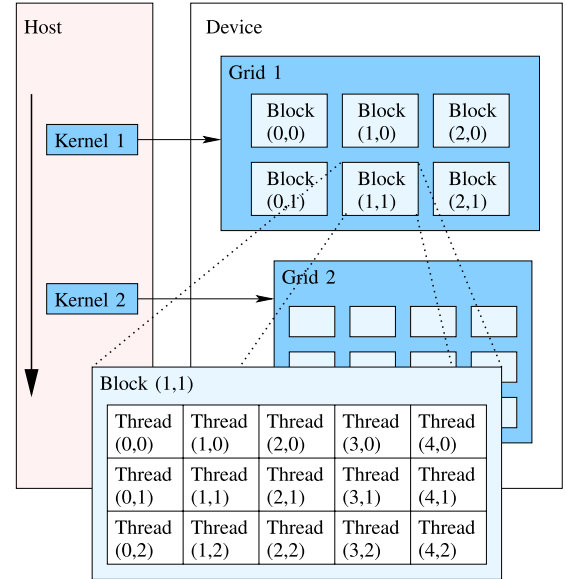 Host
Device
Grid 1
Kernel 1
Block Block Block
(0,0) (1,0) (2,0)
Block Block Block
(0,1) (1,1) (2,1)
Grid 2
Kernel 2
Block (1,1)
Thread Thread Thread Thread Thread
(0,0) (1,0) (2,0) (3,0) (4,0)
Thread Thread Thread Thread Thread
(0,1) (1,1) (2,1) (3,1) (4,1)
Thread Thread Thread Thread Thread
(0,2) (1,2) (2,2) (3,2) (4,2)